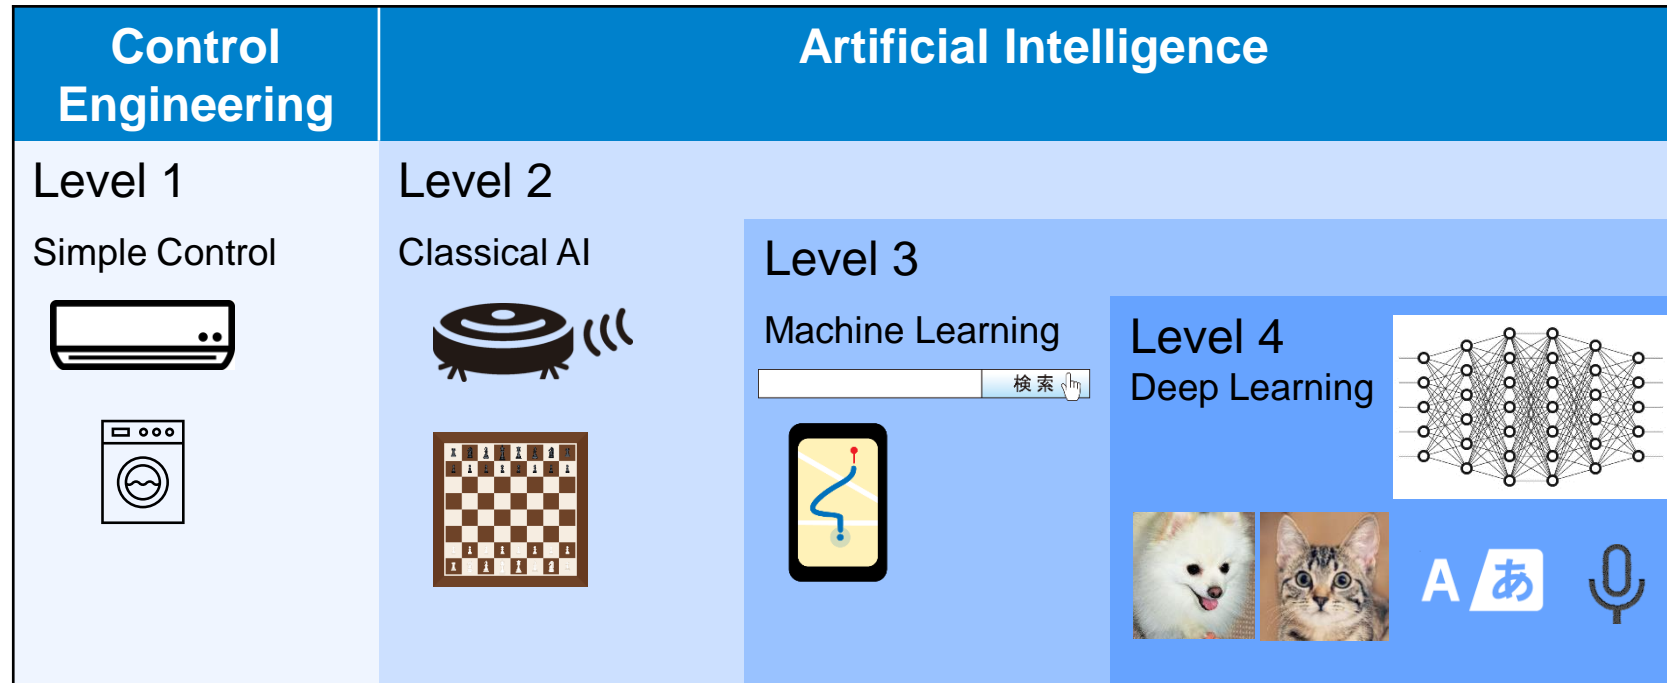 Control
Engineering
Artificial Intelligence
Level 1
Simple Control
Level 2
Classical AI
Level 3
Machine Learning
検索
Level 4
Deep Learning
A あ